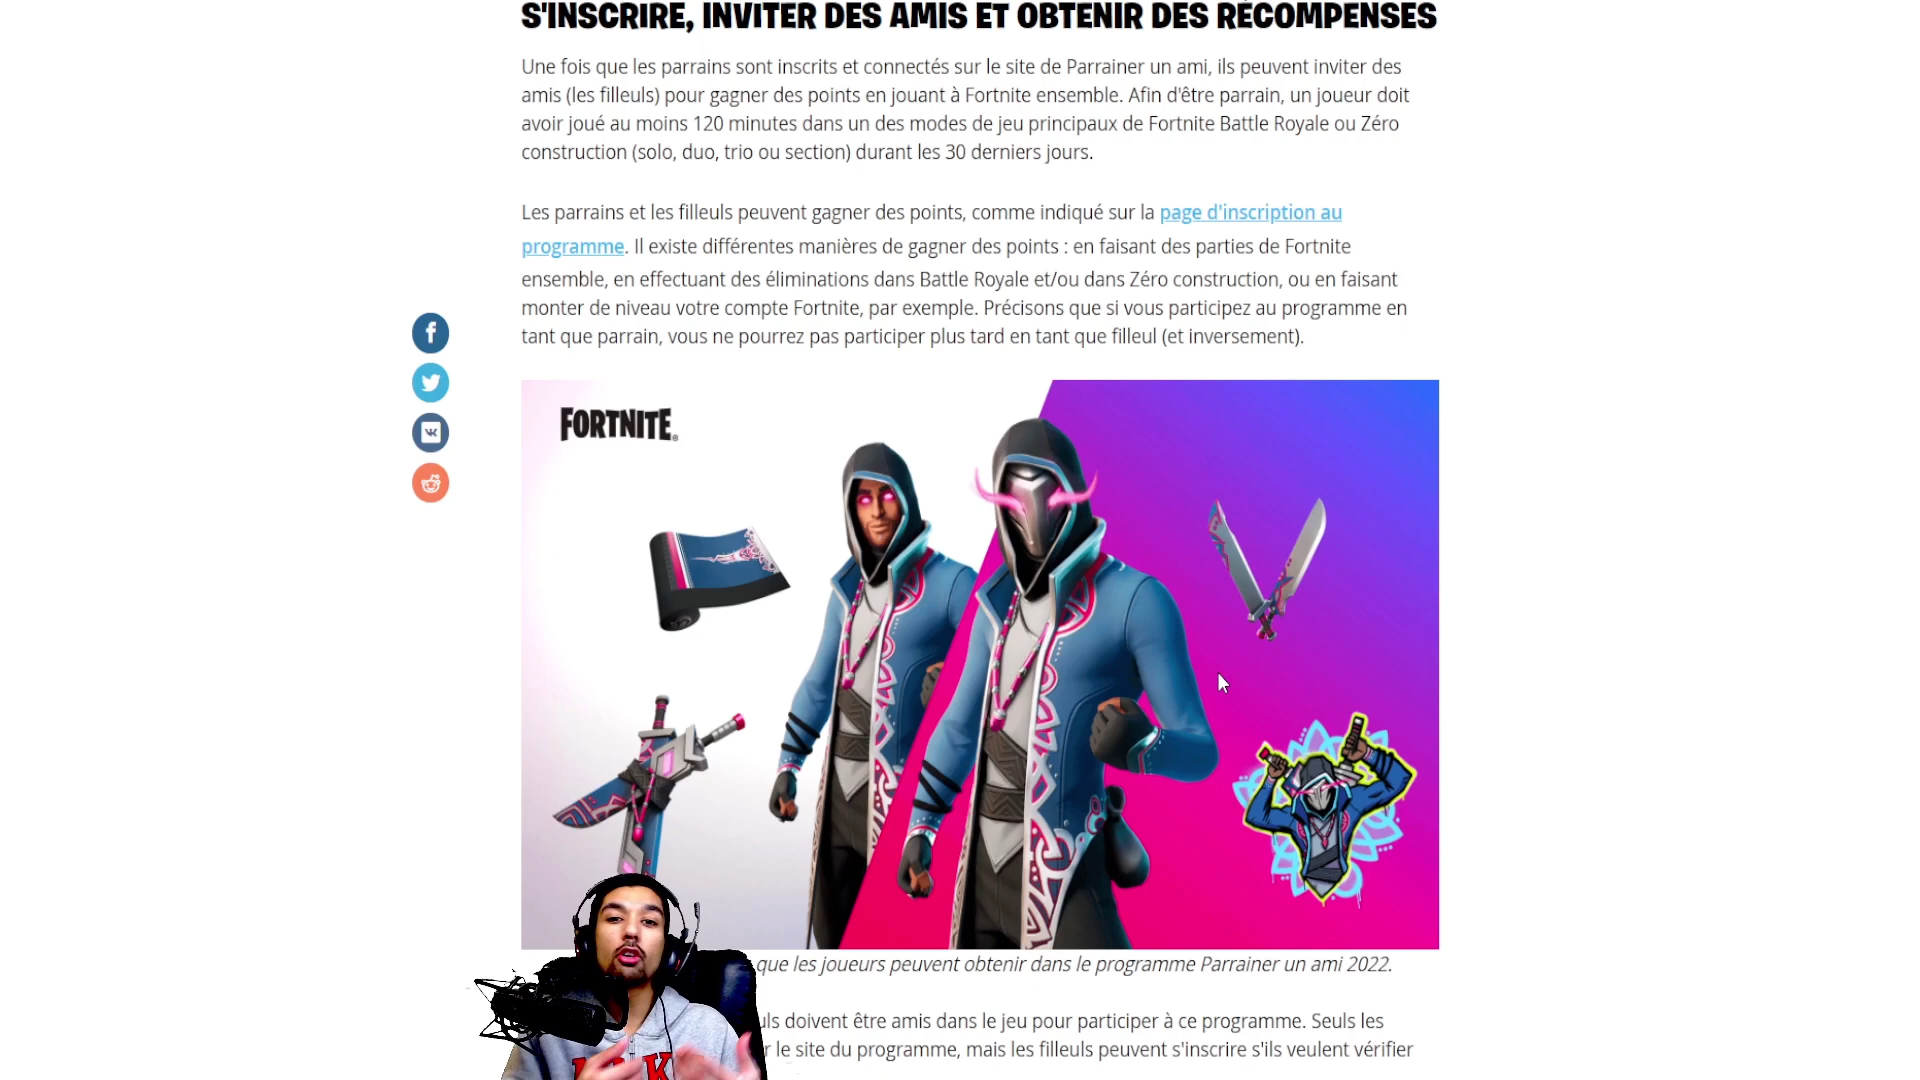 S'INSCRIRE, INVITER DES AMIS ET OBTENIR DES RÉCOMPENSES
Une fois que les parrains sont inscrits et connectés sur le site de Parrainer un ami, ils peuvent inviter des
amis (les filleuls) pour gagner des points en jouant à Fortnite ensemble. Afin d'être parrain, un joueur doit
avoir joué au moins 120 minutes dans un des modes de jeu principaux de Fortnite Battle Royale ou Zéro
construction (solo, duo, trio ou section) durant les 30 derniers jours.
Les parrains et les filleuls peuvent gagner des points, comme indiqué sur la page d'inscription au
programme. Il existe différentes manières de gagner des points : en faisant des parties de Fortnite
ensemble, en effectuant des éliminations dans Battle Royale et/ou dans Zéro construction, ou en faisant
monter de niveau votre compte Fortnite, par exemple. Précisons que si vous participez au programme en
tant que parrain, vous ne pourrez pas participer plus tard en tant que filleul (et inversement).
FORTNITE
que les joueurs peuvent obtenir dans le programme Parrainer un ami 2022.
doivent être amis dans le jeu pour participer à ce programme. Seuls les
le site du programme, mais les filleuls peuvent s'inscrire s'ils veulent vérifier